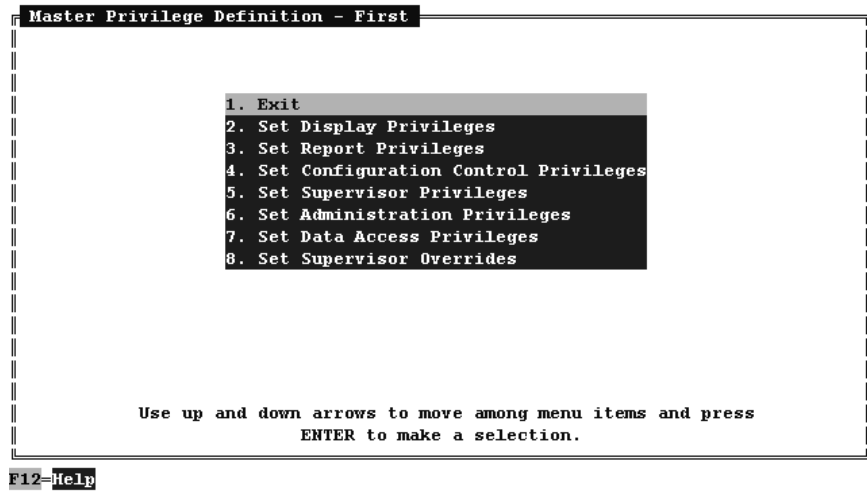 Master Privilege Definition - First
1. Exit
2. Set Display Privileges
3. Set Report Privileges
4. Set Configuration Control Privileges
5. Set Supervisor Privileges
6. Set Administration Privileges
7. Set Data Access Privileges
8. Set Supervisor Overrides
Use up and down arrows to move among menu items and press
ENTER to make a selection.
F12=Help